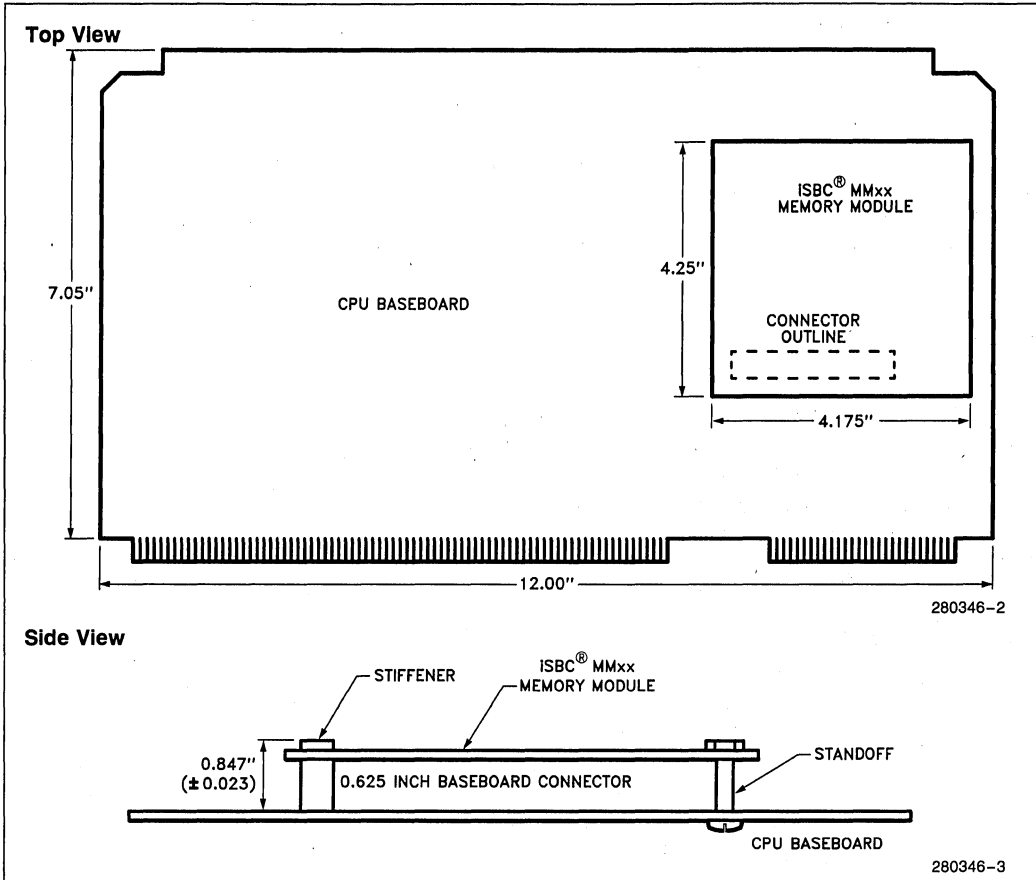 Top View
iSBC® MMxx
MEMORY MODULE
4.25"
7.05"
CPU BASEBOARD
CONNECTOR
OUTLINE
4.175"
12.00"
280346-2
Side View
STIFFENER
iSBC® MMxx
MEMORY MODULE
STANDOFF
0.847"
(±0.023)
0.625 INCH BASEBOARD CONNECTOR
CPU BASEBOARD
280346-3